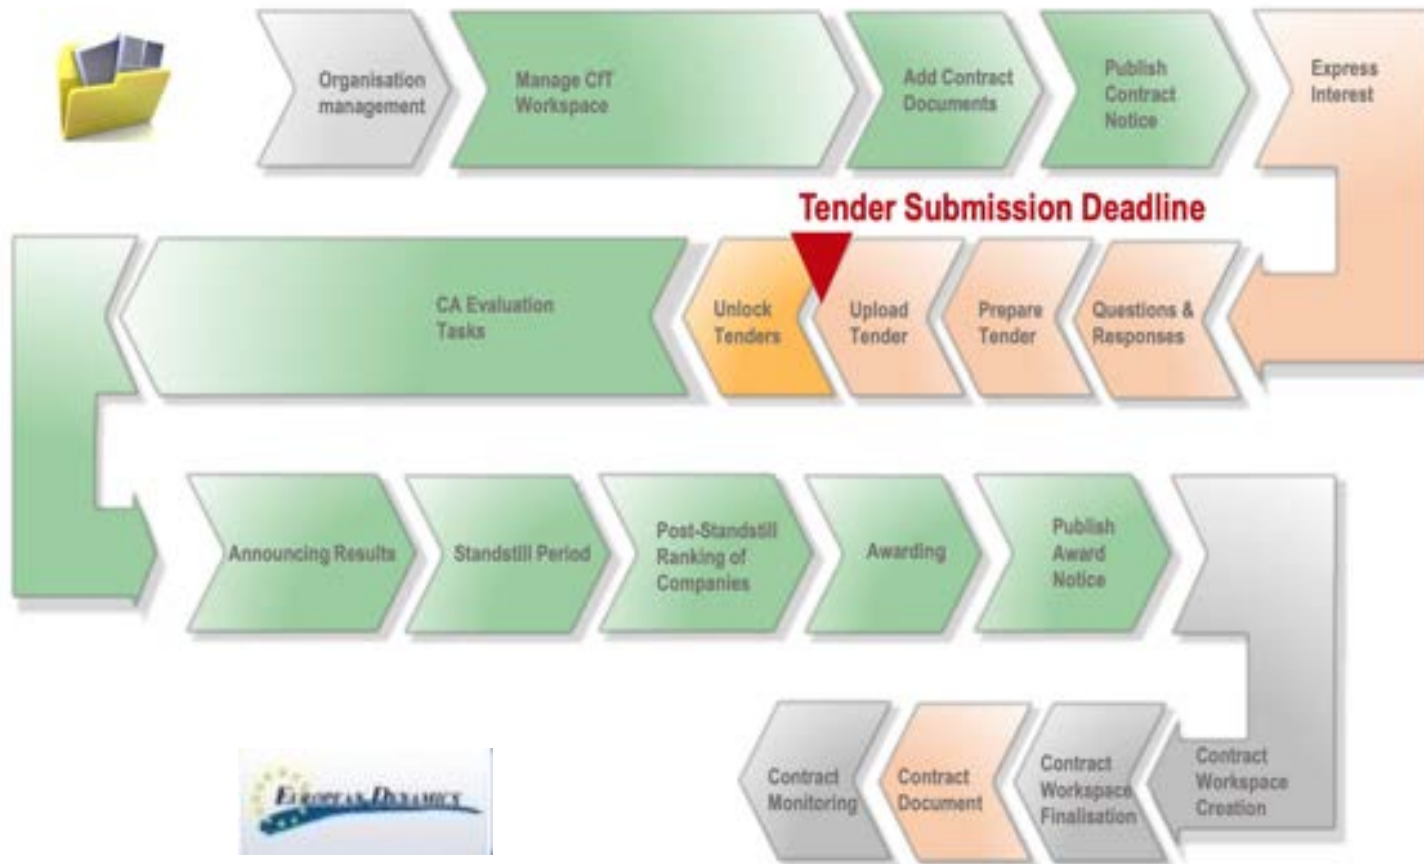 Organisation
management
Manage CfT
Workspace
Add Contract
Documents
Publish
Contract
Notice
Express
Interest
Tender Submission Deadline
Questions &
Responses
Prepare
Tender
Upload
Tender
Unlock
Tenders
CA Evaluation
Tasks
Announcing Results
Standstill Period
Post-Standstill
Ranking of
Companies
Awarding
Publish
Award
Notice
Contract
Workspace
Creation
Contract
Workspace
Finalisation
Contract
Document
Contract
Monitoring
EUROPEAN DYNAMICS